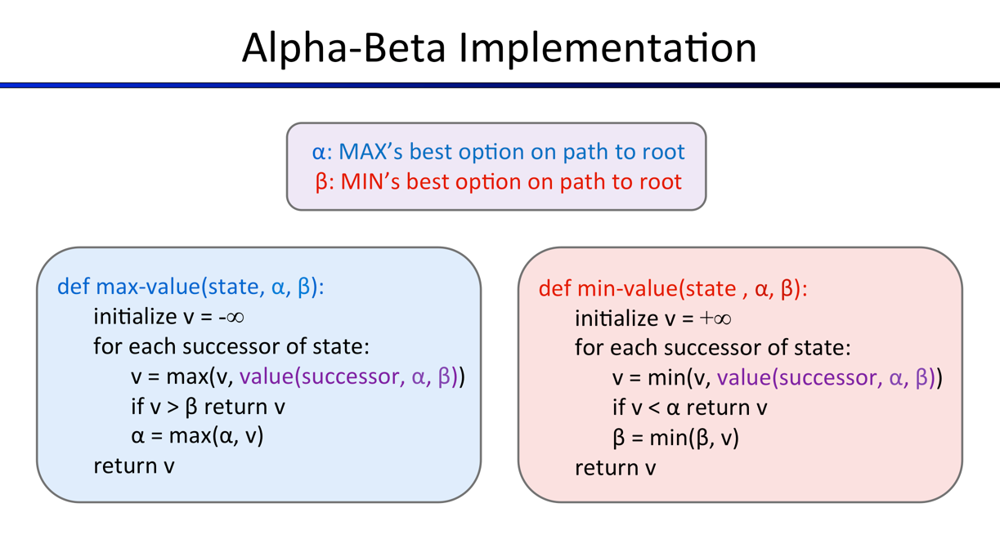 Alpha-Beta Implementation
α: MAX’s best option on path to root
β: MIN’s best option on path to root
def max-value(state, α, β):
initialize v = -∞
for each successor of state:
v = max(v, value(successor, α, β))
if v > β return v
α = max(α, v)
return v
def min-value(state , α, β):
initialize v = +∞
for each successor of state:
v = min(v, value(successor, α, β))
if v < α return v
β = min(β, v)
return v